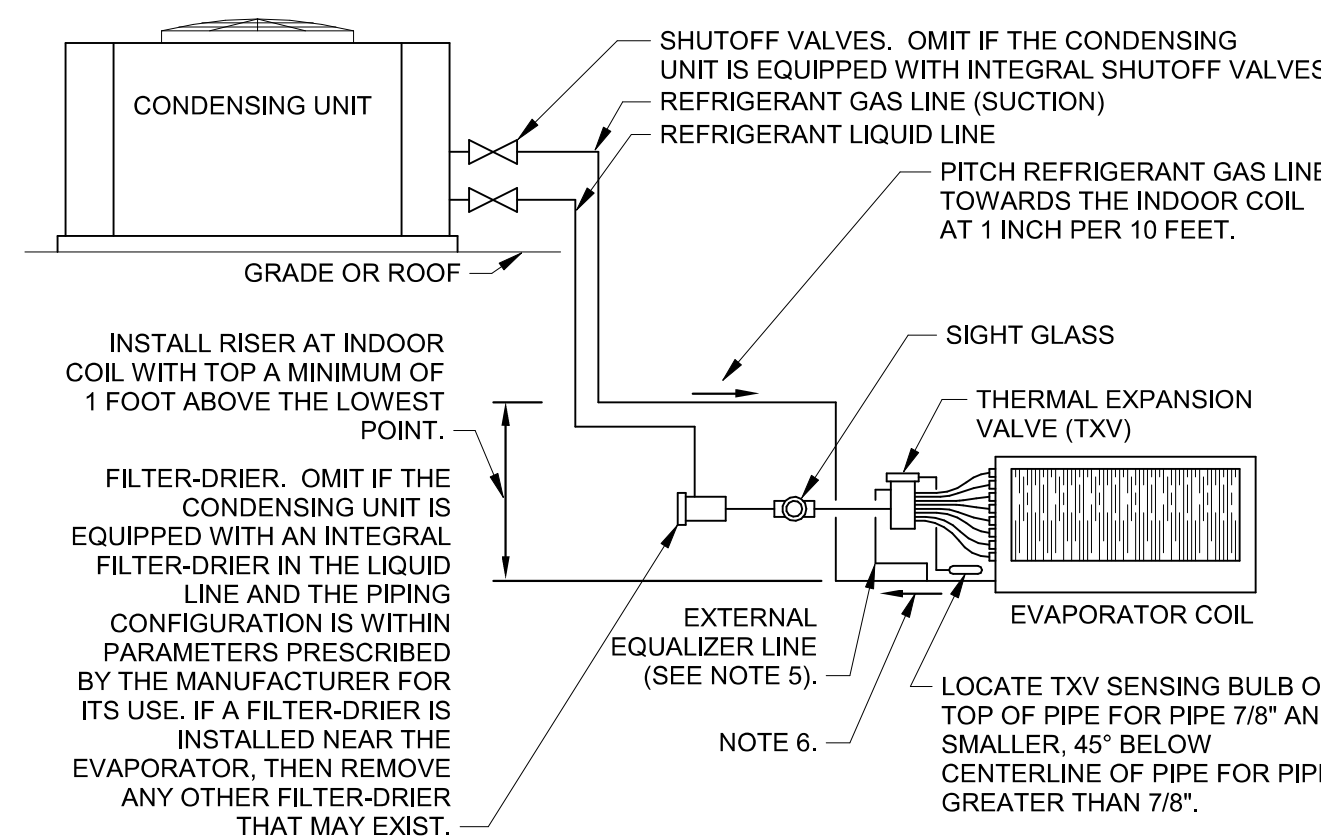 CONDENSING UNIT
SHUTOFF VALVES. OMIT IF THE CONDENSING
UNIT IS EQUIPPED WITH INTEGRAL SHUTOFF VALVES
REFRIGERANT GAS LINE (SUCTION)
REFRIGERANT LIQUID LINE
PITCH REFRIGERANT GAS LINE
TOWARDS THE INDOOR COIL
AT 1 INCH PER 10 FEET.
GRADE OR ROOF
INSTALL RISER AT INDOOR
COIL WITH TOP A MINIMUM OF
1 FOOT ABOVE THE LOWEST
POINT.
SIGHT GLASS
THERMAL EXPANSION
VALVE (TXV)
FILTER-DRIER. OMIT IF THE
CONDENSING UNIT IS
EQUIPPED WITH AN INTEGRAL
FILTER-DRIER IN THE LIQUID
LINE AND THE PIPING
CONFIGURATION IS WITHIN
PARAMETERS PRESCRIBED
BY THE MANUFACTURER FOR
ITS USE. IF A FILTER-DRIER IS
INSTALLED NEAR THE
EVAPORATOR, THEN REMOVE
ANY OTHER FILTER-DRIER
THAT MAY EXIST.
EVAPORATOR COIL
EXTERNAL
EQUALIZER LINE
(SEE NOTE 5).
NOTE 6.
LOCATE TXV SENSING BULB
TOP OF PIPE FOR PIPE 7/8"
SMALLER, 45° BELOW
CENTERLINE OF PIPE FOR
GREATER THAN 7/8".